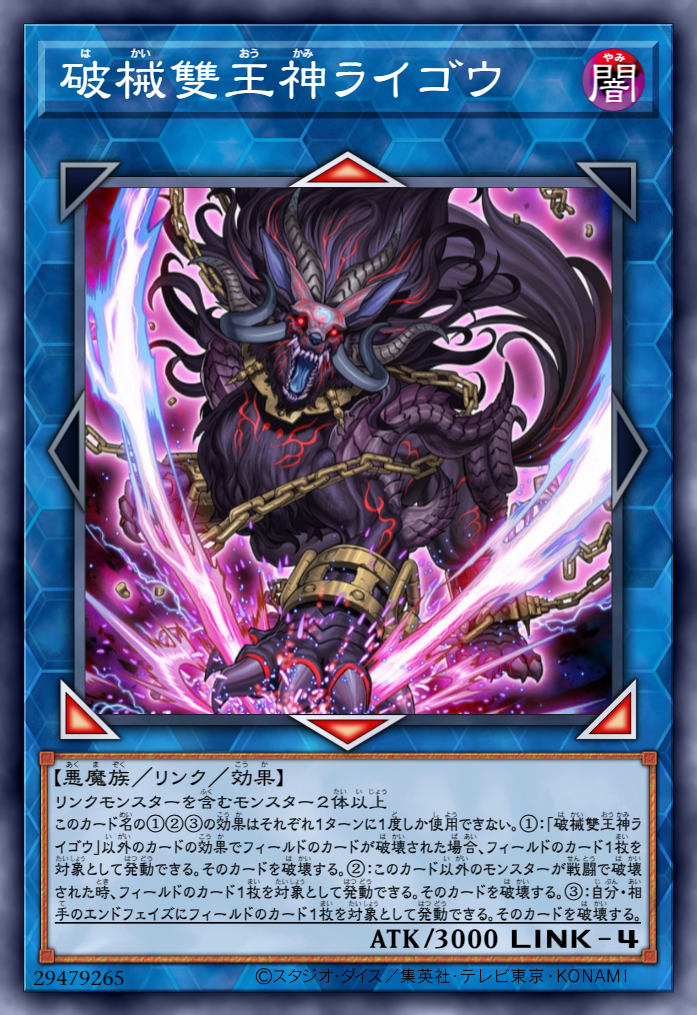 破械雙王神ライゴウ
闇
【悪魔族／リンク／効果】
リンクモンスターを含むモンスター２体以上
このカード名の①②③の効果はそれぞれ1ターンに1度しか使用できない。①:「破械雙王神ラ
イゴウ」以外のカードの効果でフィールドのカードが破壊された場合、フィールドのカード1枚を
対象として発動できる。そのカードを破壊する。②:このカード以外のモンスターが戦闘で破壊
された時、フィールドのカード1枚を対象として発動できる。そのカードを破壊する。③:自分・相
手のエンドフェイズにフィールドのカード1枚を対象として発動できる。そのカードを破壊する。
ATK/3000 LINK-4
29479265 ©スタジオ・ダイス／集英社・テレビ東京・KONAMI